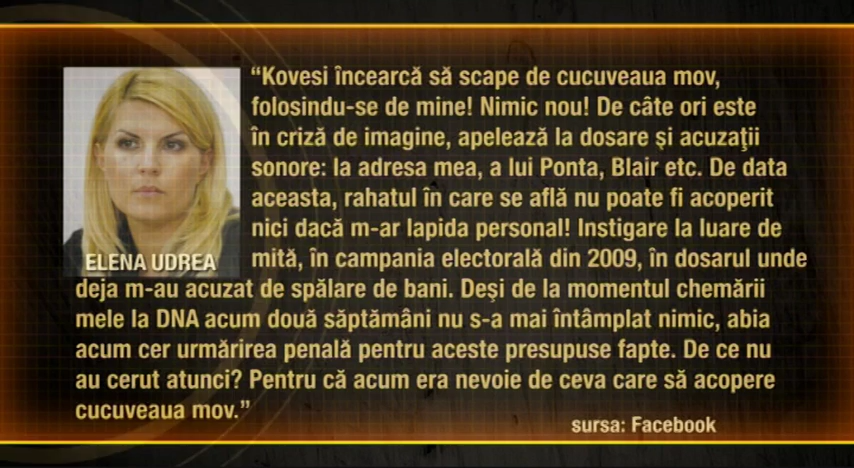 “Kovesi încearcă să scape de cucuveaua mov,
folosindu-se de mine! Nimic nou! De câte ori este
în criză de imagine, apelează la dosare și acuzaţii
sonore: la adresa mea, a lui Ponta, Blair etc. De data
aceasta, rahatul în care se află nu poate fi acoperit
nici dacă m-ar lapida personal! Instigare la luare de
mită, în campania electorală din 2009, în dosarul unde
deja m-au acuzat de spălare de bani. Deşi de la momentul chemării
mele la DNA acum două săptămâni nu s-a mai întâmplat nimic, abia
acum cer urmărirea penală pentru aceste presupuse fapte. De ce nu
au cerut atunci? Pentru că acum era nevoie de ceva care să acopere
cucuveaua mov.”
ELENA UDREA
sursa: Facebook